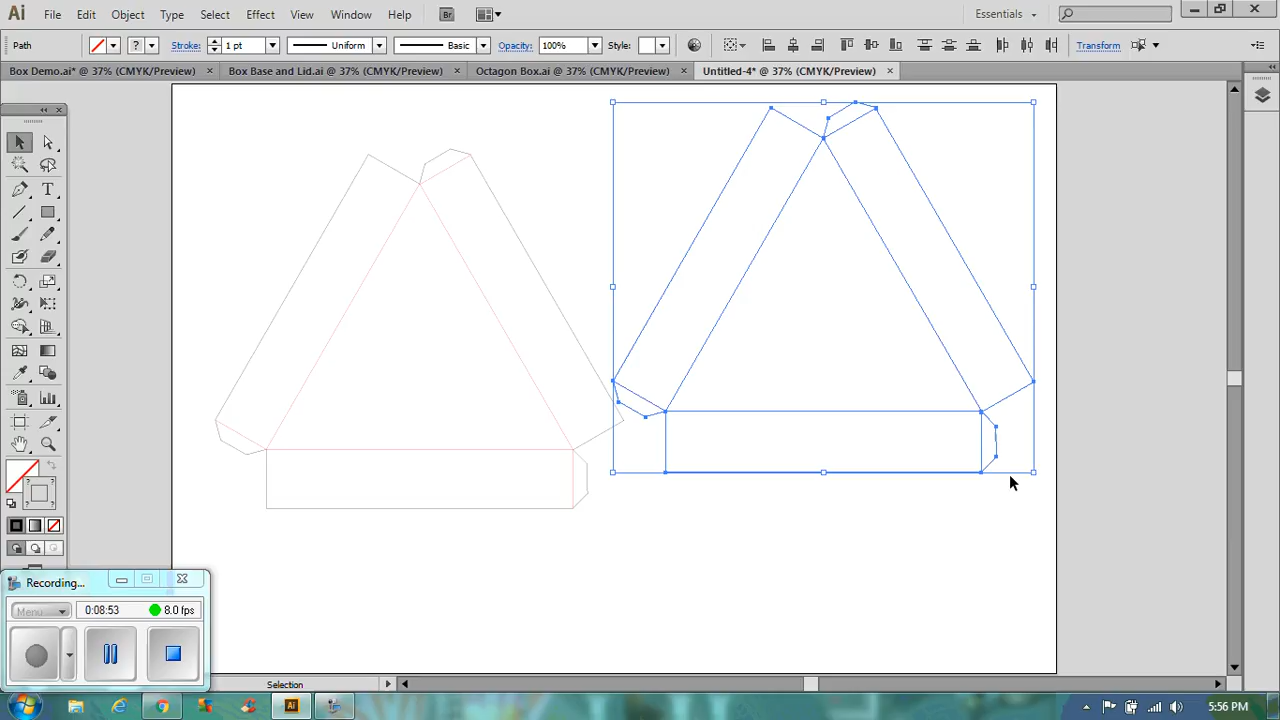 Ai File Edit Object Type Select Effect View Window Help Br Essentials
Path ? Stroke: 1 pt Uniform Basic Opacity: 100% Style: Transform
Box Demo.ai* @ 37% (CMYK/Preview) × Box Base and Lid.ai @ 37% (CMYK/Preview) × Octagon Box.ai @ 37% (CMYK/Preview) × Untitled-4* @ 37% (CMYK/Preview) ×
T
?
Recording...
Menu 0:08:53 8.0 fps
Selection
Ai 5:56 PM